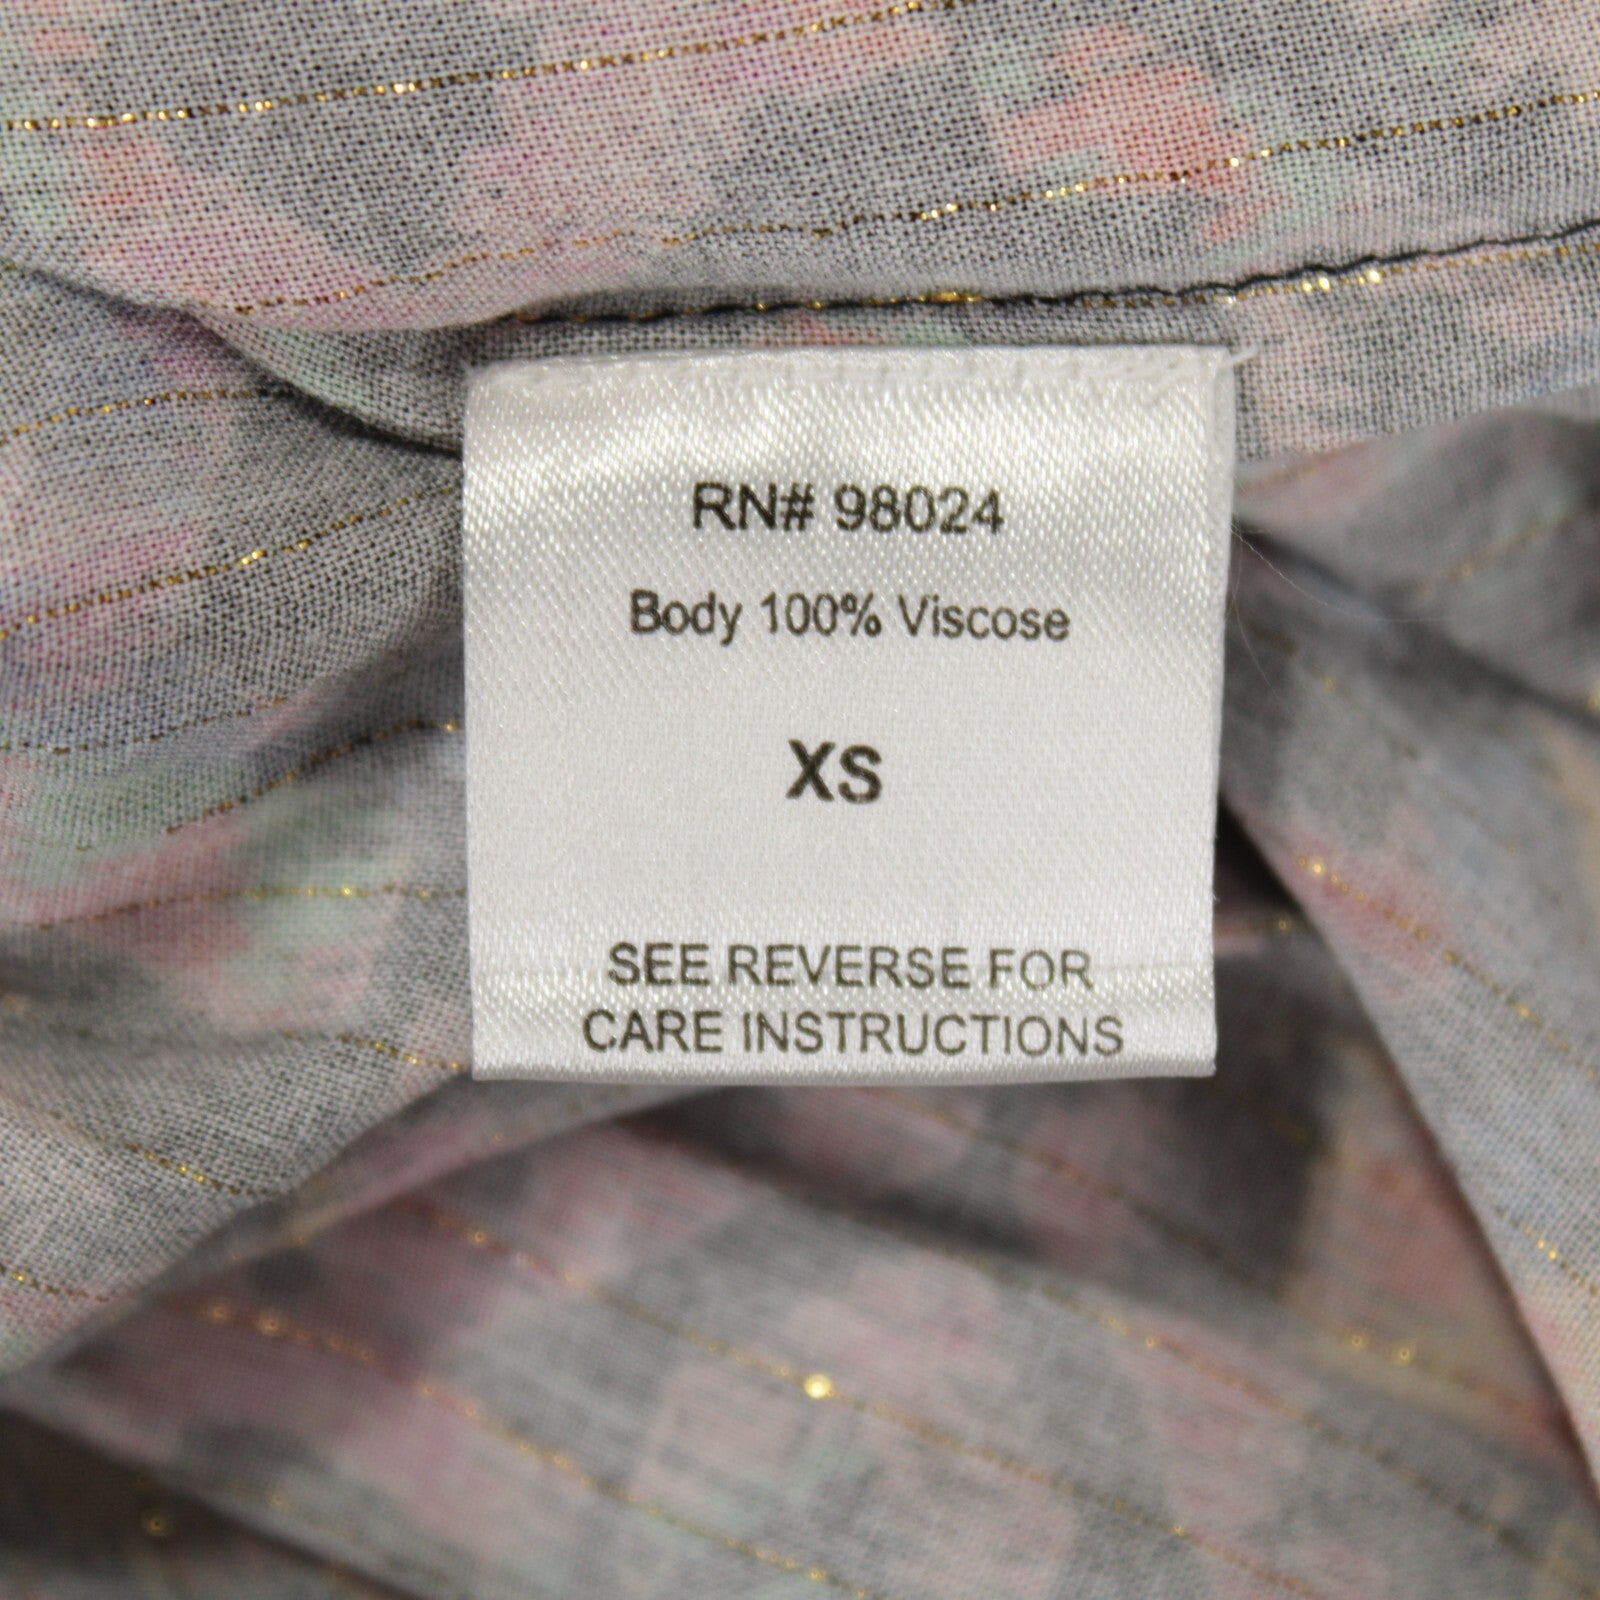 RN# 98024
Body 100% Viscose
XS
SEE REVERSE FOR
CARE INSTRUCTIONS